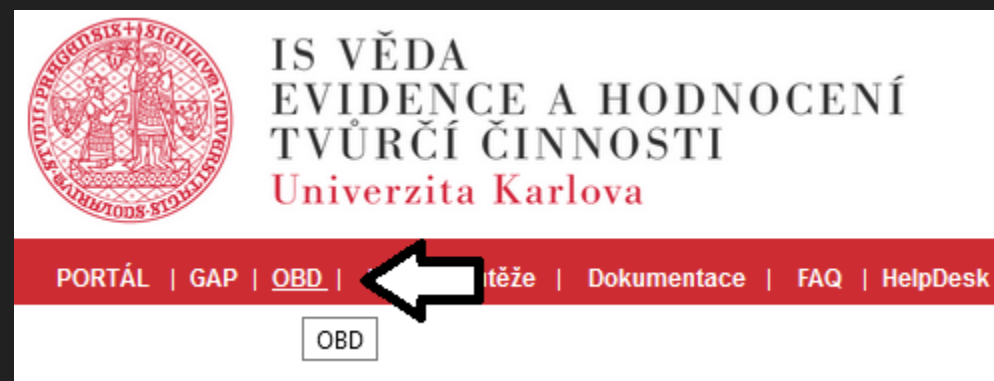 IS VĚDA
EVIDENCE A HODNOCENÍ
TVŮRČÍ ČINNOSTI
Univerzita Karlova
PORTÁL | GAP | OBD | | Dokumentace | FAQ | HelpDesk
OBD